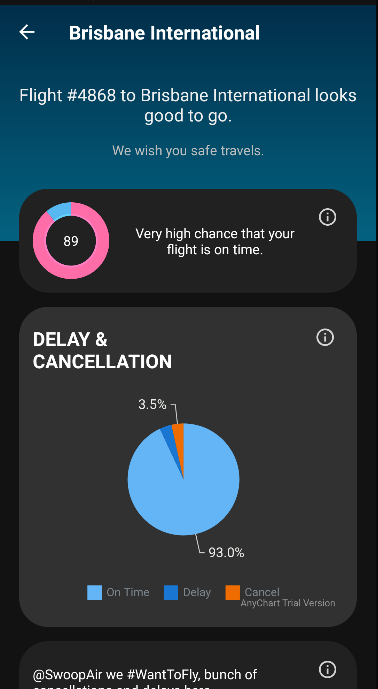 Brisbane International
Flight #4868 to Brisbane International looks
good to go.
We wish you safe travels.
89
Very high chance that your
flight is on time.
DELAY &
CANCELLATION
3.5%
93.0%
On Time
Delay
Cancel
AnyChart Trial Version
@SwoopAir we #WantToFly, bunch of
cancellations and delays here